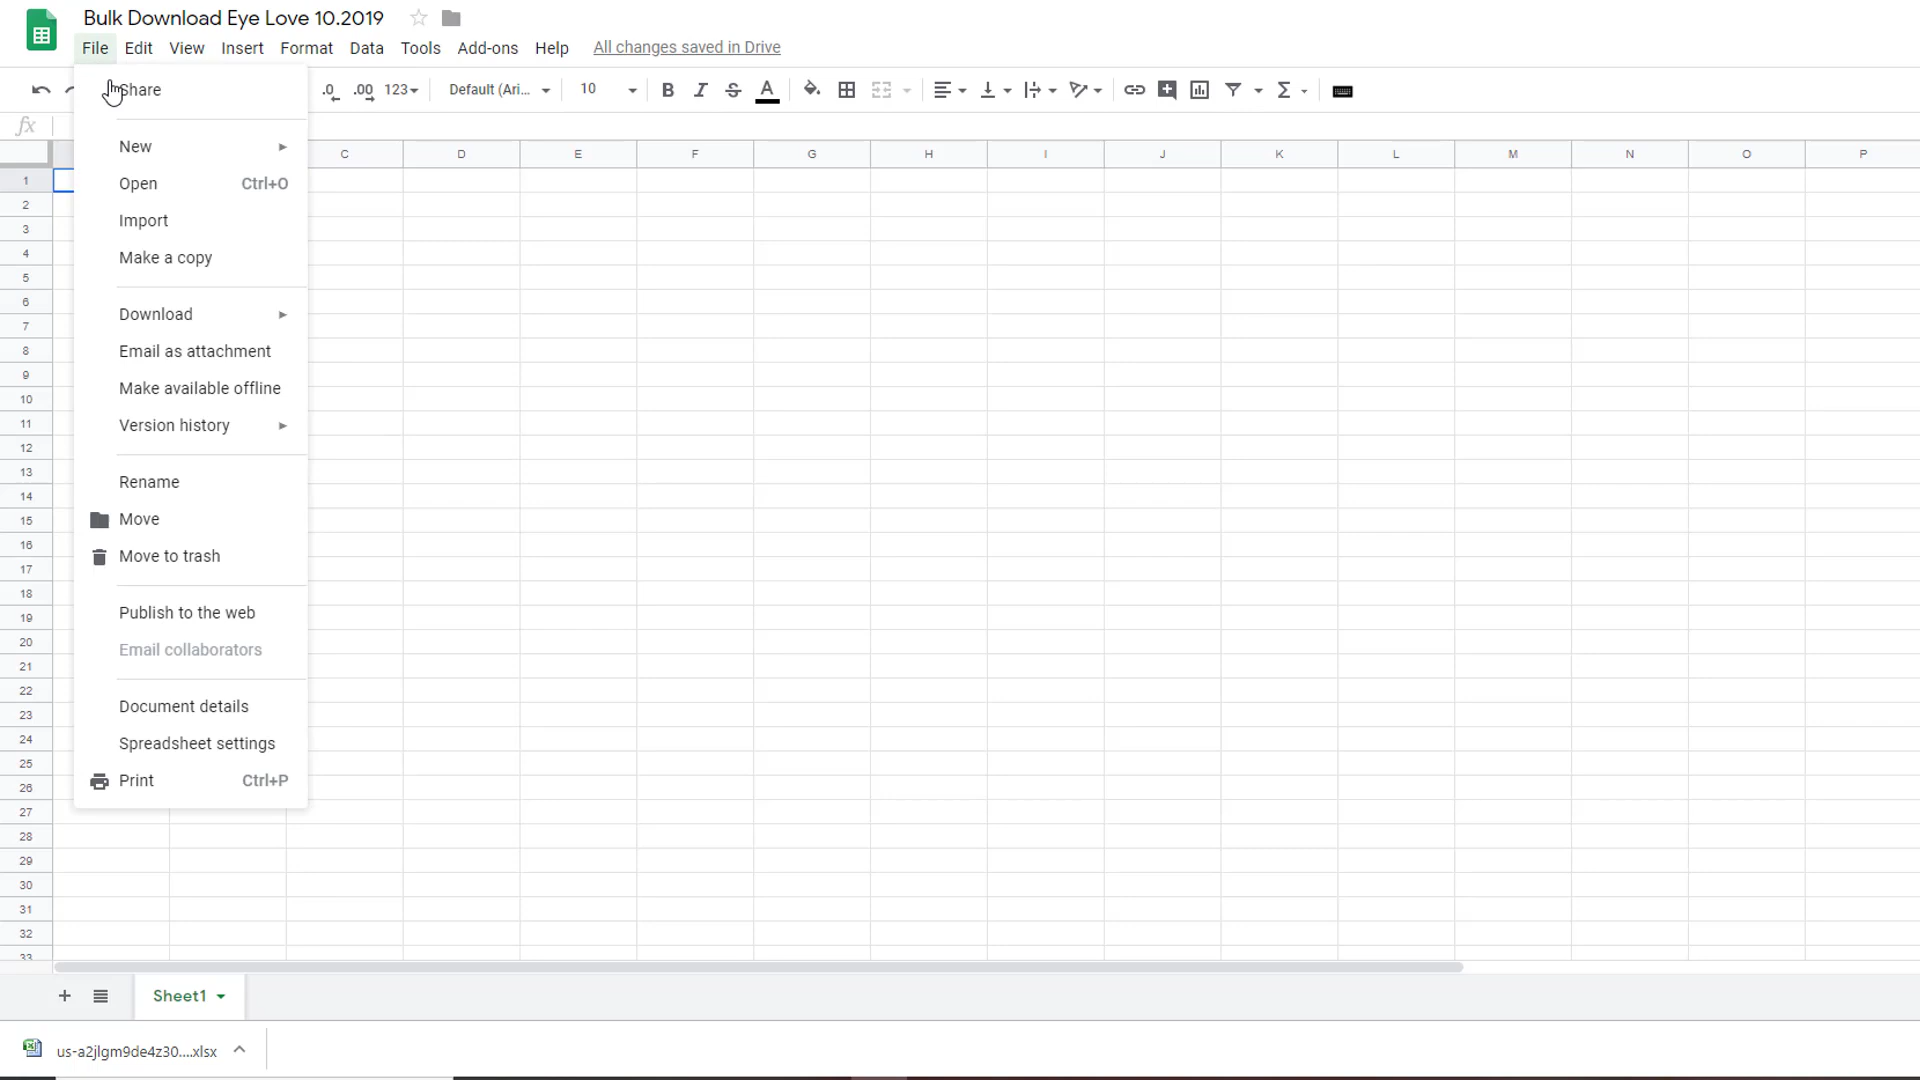 Bulk Download Eye Love 10.2019
File Edit View Insert Format Data Tools Add-ons Help All changes saved in Drive
Share
.0 .00 123 Default (Ari... 10 B I S A Σ
fx
New
Open Ctrl+O
Import
Make a copy
Download
Email as attachment
Make available offline
Version history
Rename
Move
Move to trash
Publish to the web
Email collaborators
Document details
Spreadsheet settings
Print Ctrl+P
C D E F G H I J K L M N O P
1
2
3
4
5
6
7
8
9
10
11
12
13
14
15
16
17
18
19
20
21
22
23
24
25
26
27
28
29
30
31
32
33
+ Sheet1
us-a2jlgm9de4z30....xlsx